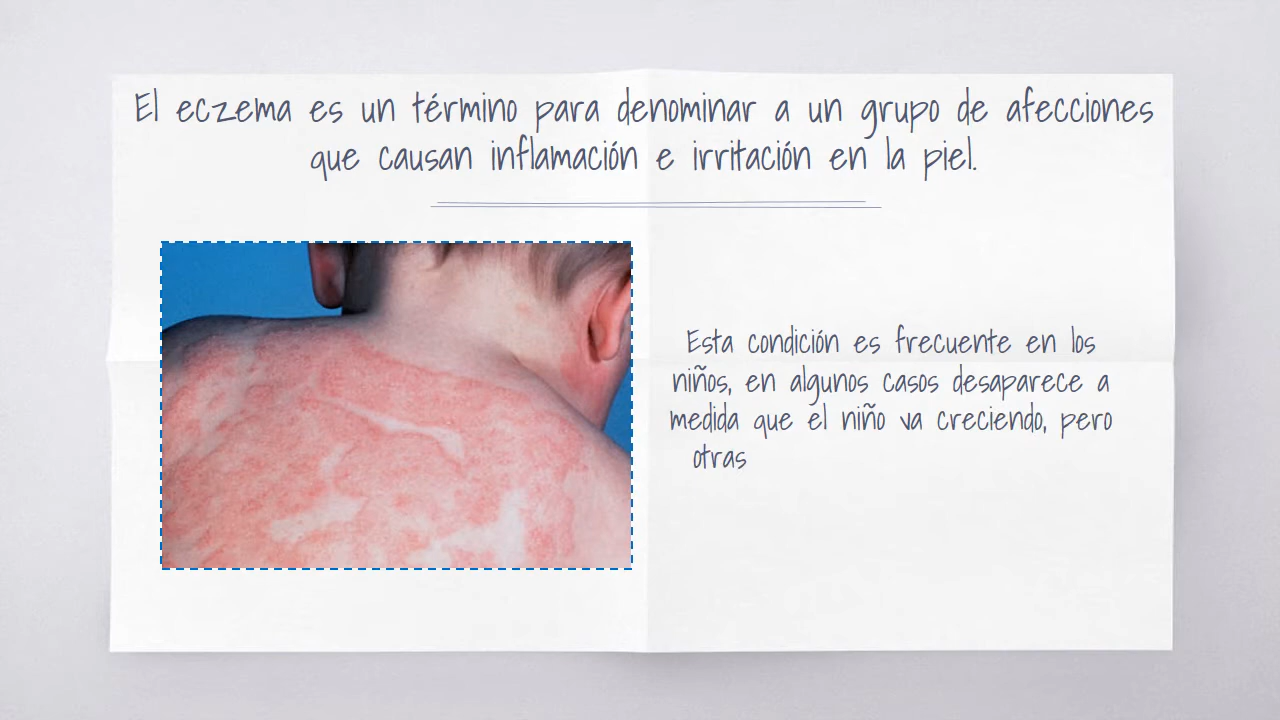 El eczema es un término para denominar a un grupo de afecciones
que causan inflamación e irritación en la piel.
Esta condición es frecuente en los
niños, en algunos casos desaparece a
medida que el niño va creciendo, pero
otras